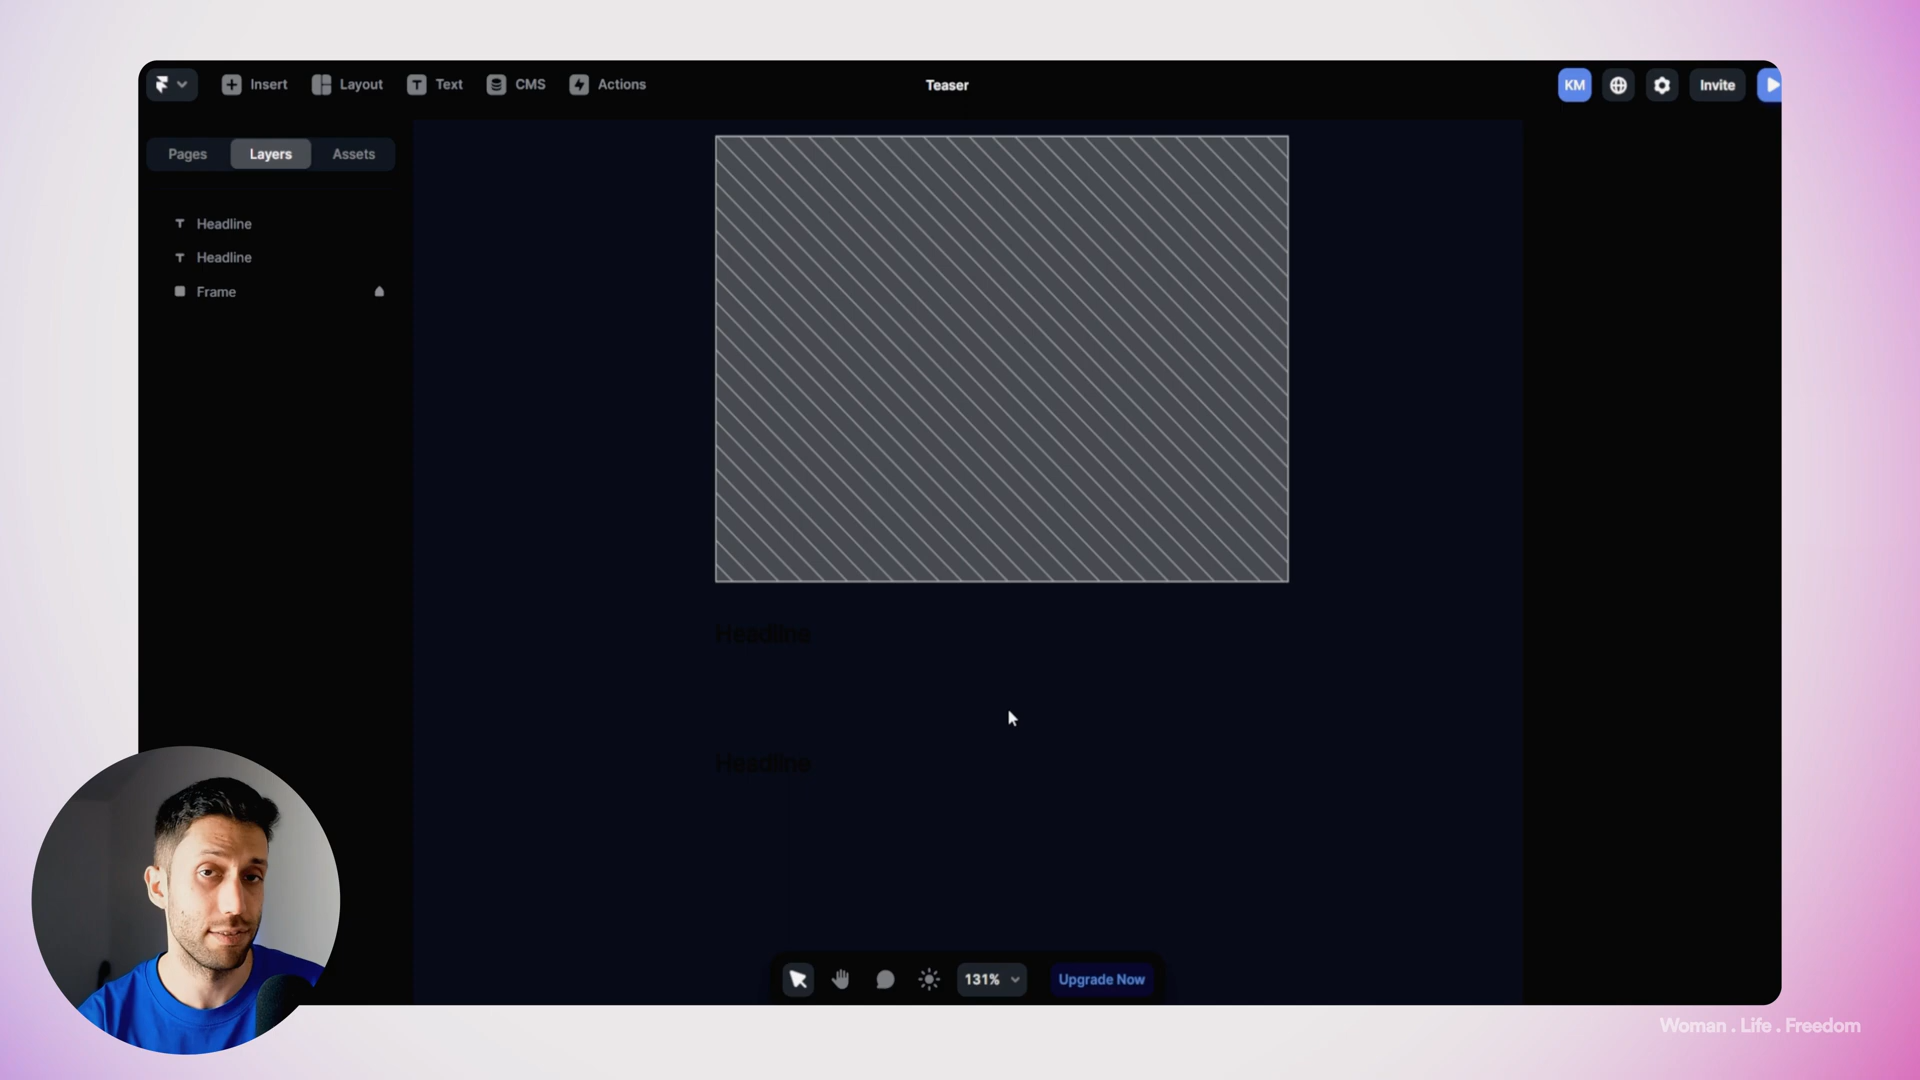 Insert
Layout
Text
CMS
Actions
Teaser
KM
Invite
Pages
Layers
Assets
Headline
Headline
Frame
Headline
Headline
131%
Upgrade Now
Woman . Life . Freedom